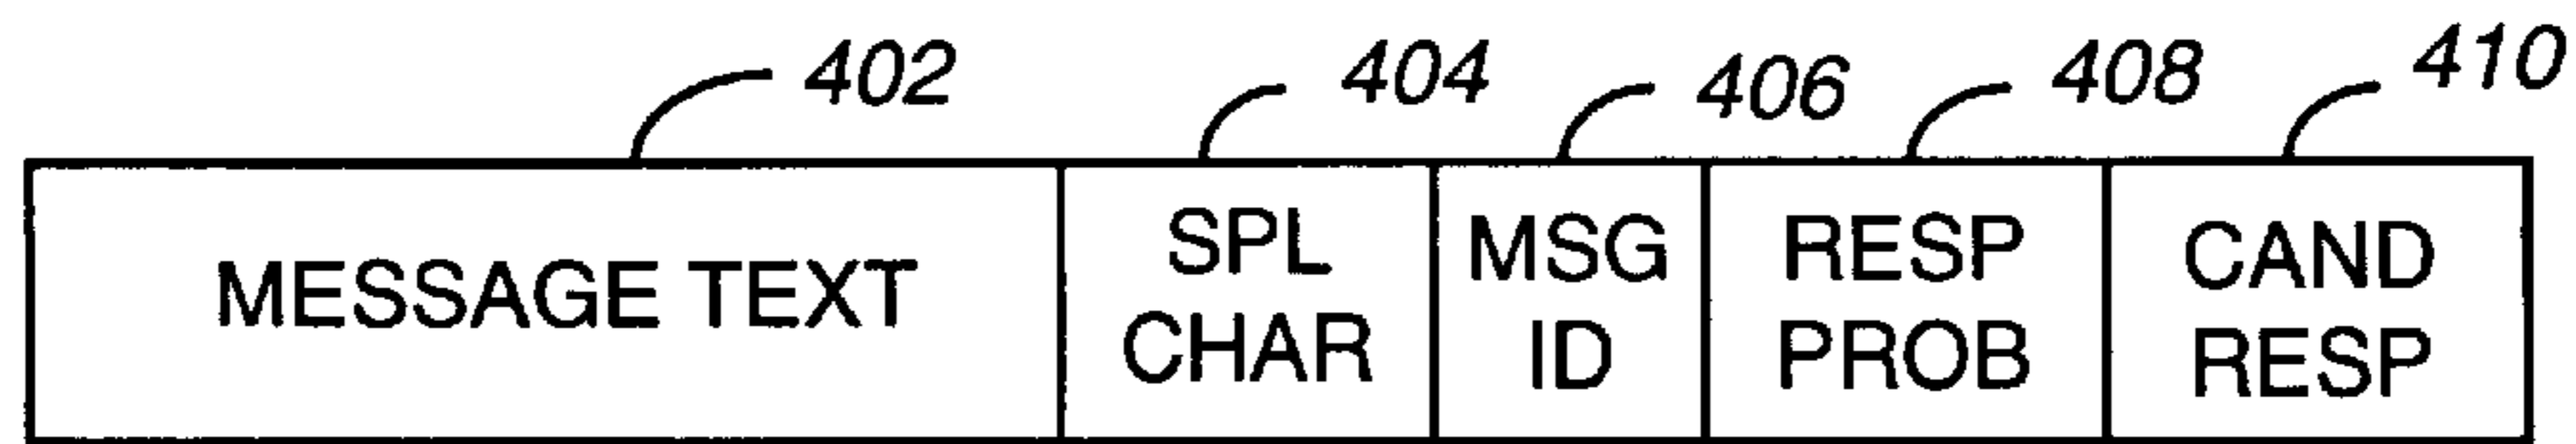 402 404 406 408 410
MESSAGE TEXT
SPL
CHAR
MSG
ID
RESP
PROB
CAND
RESP